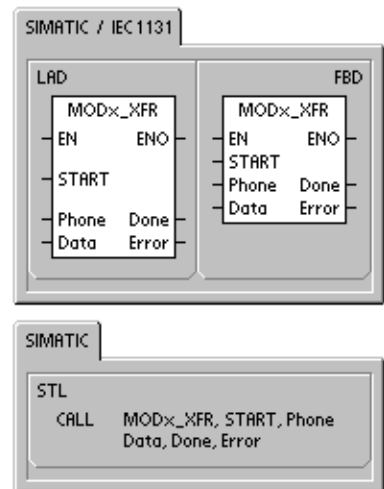 SIMATIC / IEC1131
LAD
MODx_XFR
EN ENO
START
Phone Done
Data Error
FBD
MODx_XFR
EN ENO
START
Phone Done
Data Error
SIMATIC
STL
CALL MODx_XFR, START, Phone
Data, Done, Error